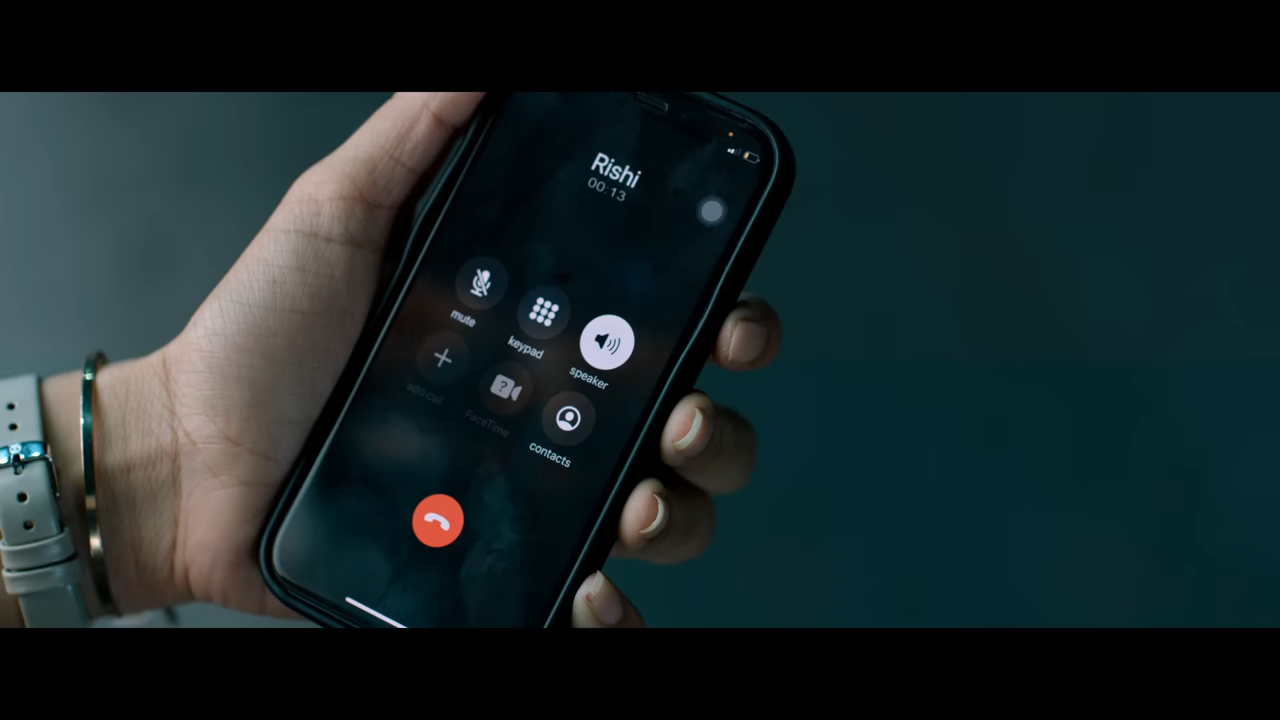 Rishi
00:13
mute
keypad
speaker
add call
FaceTime
contacts